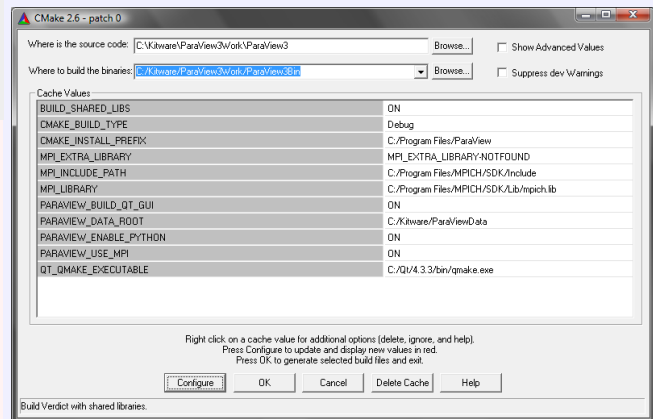 CMake 2.6 - patch 0
Where is the source code: C:\Kitware\ParaView3Work\ParaView3 Browse... Show Advanced Values
Where to build the binaries: C:/Kitware/ParaView3Work/ParaView3Bin Browse... Suppress dev Warnings
Cache Values
BUILD_SHARED_LIBS ON
CMAKE_BUILD_TYPE Debug
CMAKE_INSTALL_PREFIX C:/Program Files/ParaView
MPI_EXTRA_LIBRARY MPI_EXTRA_LIBRARY-NOTFOUND
MPI_INCLUDE_PATH C:/Program Files/MPICH/SDK/Include
MPI_LIBRARY C:/Program Files/MPICH/SDK/Lib/mpich.lib
PARAVIEW_BUILD_QT_GUI ON
PARAVIEW_DATA_ROOT C:/Kitware/ParaViewData
PARAVIEW_ENABLE_PYTHON ON
PARAVIEW_USE_MPI ON
QT_QMAKE_EXECUTABLE C:/Qt/4.3.3/bin/qmake.exe
Right click on a cache value for additional options (delete, ignore, and help).
Press Configure to update and display new values in red.
Press OK to generate selected build files and exit.
Configure OK Cancel Delete Cache Help
Build Verdict with shared libraries.